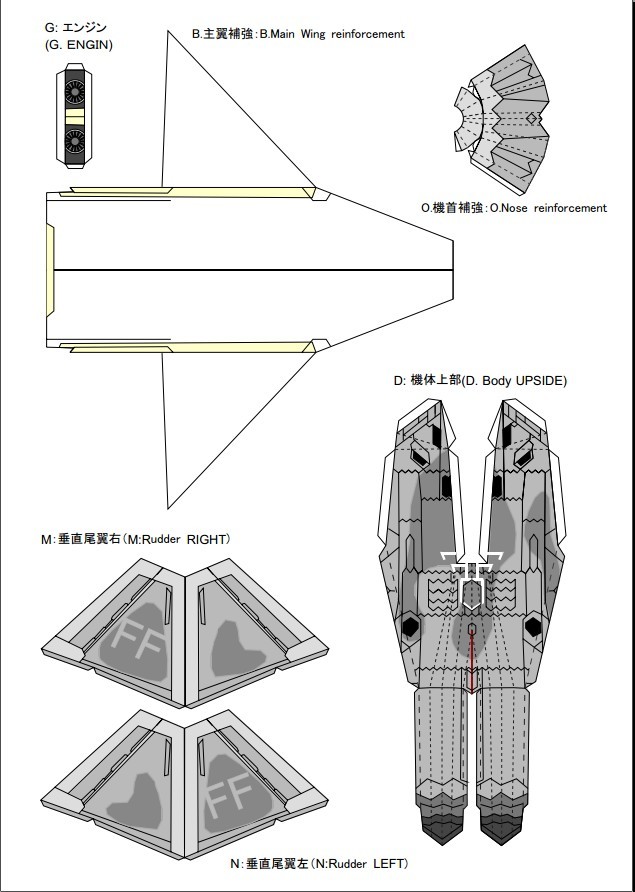 G: エンジン
(G. ENGIN)
B.主翼補強：B.Main Wing reinforcement
O.機首補強：O.Nose reinforcement
D: 機体上部(D. Body UPSIDE)
M：垂直尾翼右（M:Rudder RIGHT）
FF
FF
N：垂直尾翼左（N:Rudder LEFT）